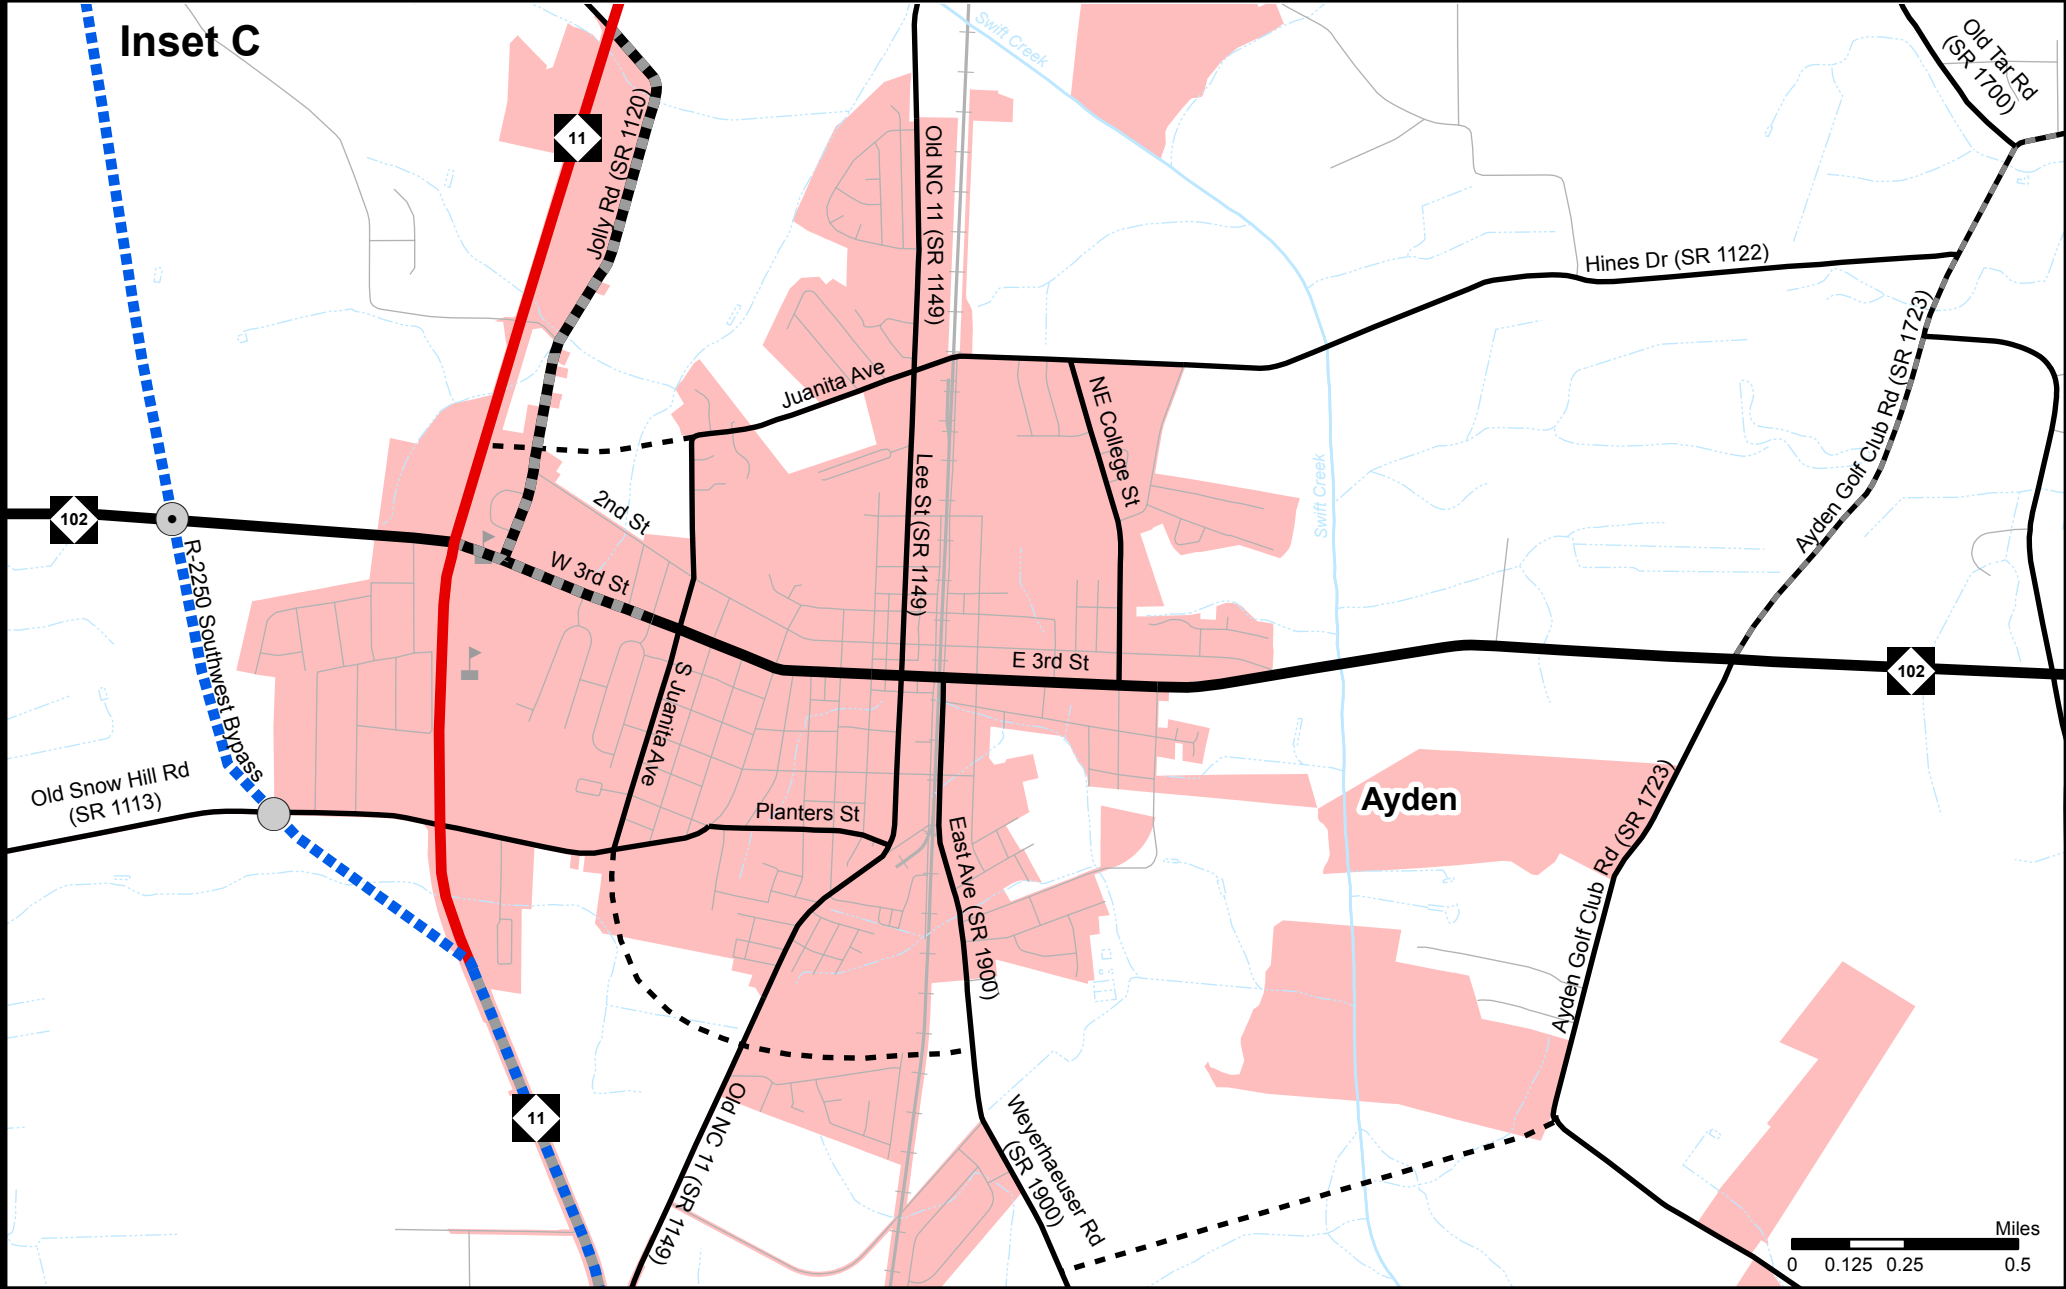 Inset C
Swift Creek
Old Tar Rd
(SR 1700)
11
Jolly Rd (SR 1120)
Old NC 11 (SR 1149)
Hines Dr (SR 1122)
Ayden Golf Club Rd (SR 1723)
Juanita Ave
NE College St
Lee St (SR 1149)
Swift Creek
2nd St
102
W 3rd St
R-2250 Southwest Bypass
E 3rd St
102
S Juanita Ave
Old Snow Hill Rd
(SR 1113)
Planters St
Ayden
East Ave (SR 1900)
Ayden Golf Club Rd (SR 1723)
11
Old NC 11 (SR 1149)
Weyerhaeuser Rd
(SR 1900)
Miles
0 0.125 0.25 0.5